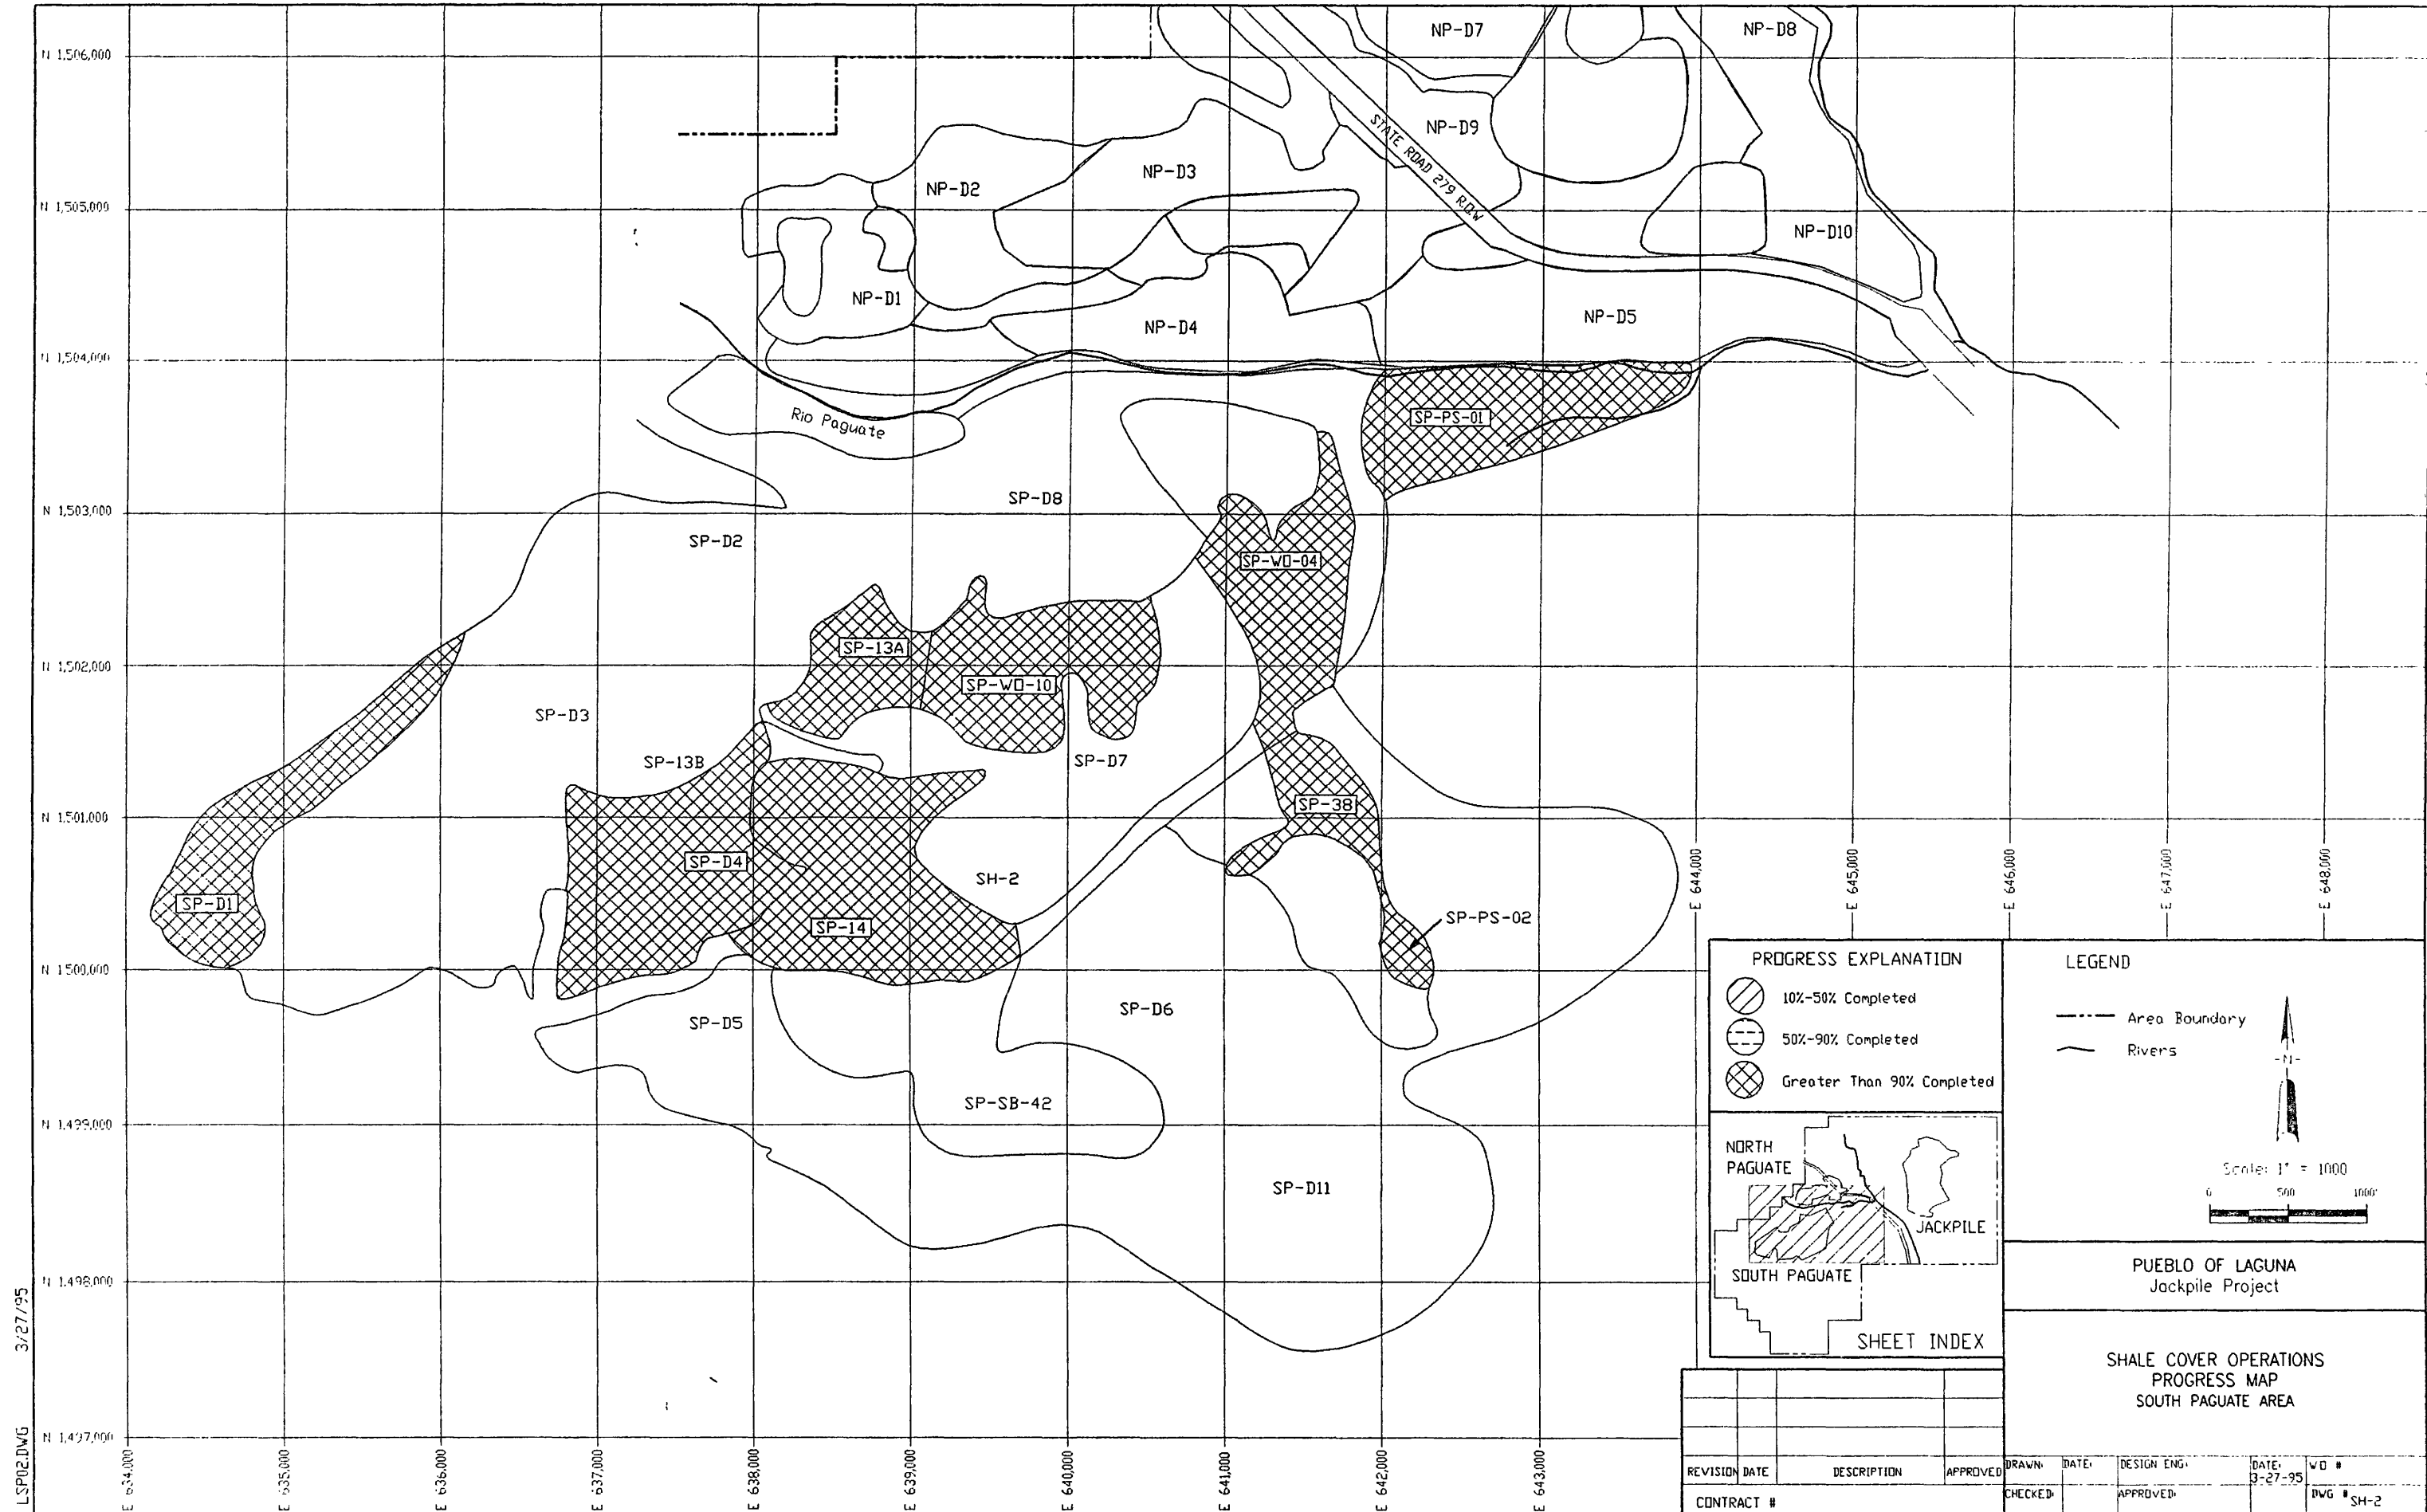 N 1,506,000
N 1,505,000
N 1,504,000
N 1,503,000
N 1,502,000
N 1,501,000
N 1,500,000
N 1,499,000
N 1,498,000
N 1,497,000
NP-D7
NP-D8
NP-D9
STATE ROAD 279 R.O.W
NP-D2
NP-D3
NP-D10
NP-D1
NP-D4
NP-D5
Rio Paguate
SP-PS-01
SP-D8
SP-D2
SP-WO-04
SP-13A
SP-WO-10
SP-D3
SP-13B
SP-D7
SP-38
SP-D4
SH-2
SP-D1
SP-14
SP-PS-02
SP-D6
SP-D5
SP-SB-42
SP-D11
E 634,000
E 635,000
E 636,000
E 637,000
E 638,000
E 639,000
E 640,000
E 641,000
E 642,000
E 643,000
E 644,000
E 645,000
E 646,000
E 647,000
E 648,000
PROGRESS EXPLANATION
10%-50% Completed
50%-90% Completed
Greater Than 90% Completed
LEGEND
Area Boundary
Rivers
-N-
Scale: 1" = 1000
0 500 1000'
NORTH
PAGUATE
JACKPILE
SOUTH PAGUATE
SHEET INDEX
PUEBLO OF LAGUNA
Jackpile Project
SHALE COVER OPERATIONS
PROGRESS MAP
SOUTH PAGUATE AREA
REVISION DATE DESCRIPTION APPROVED
CONTRACT #
DRAWN: DATE: DESIGN ENG: DATE: 3-27-95 WO #
CHECKED: APPROVED: DWG # SH-2
LSP02.DWG 3/27/95